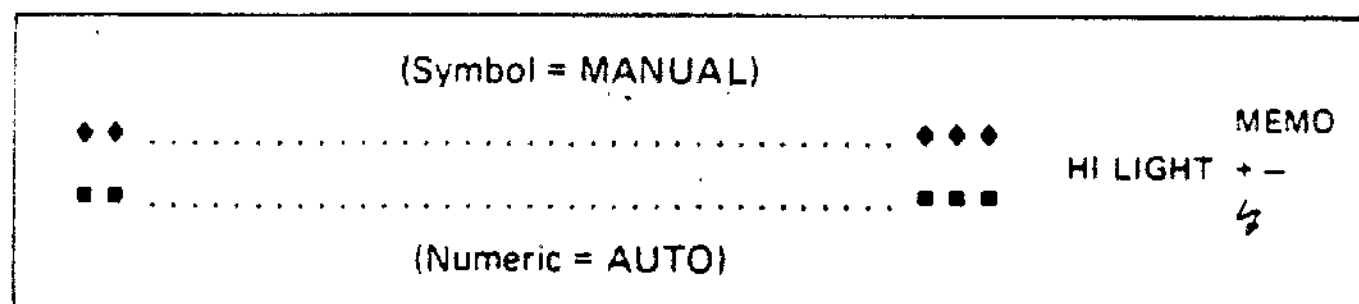 (Symbol = MANUAL)
♦ ♦ ........................................ ♦ ♦ ♦
MEMO
HI LIGHT + −
■ ■ ........................................ ■ ■ ■
(Numeric = AUTO)